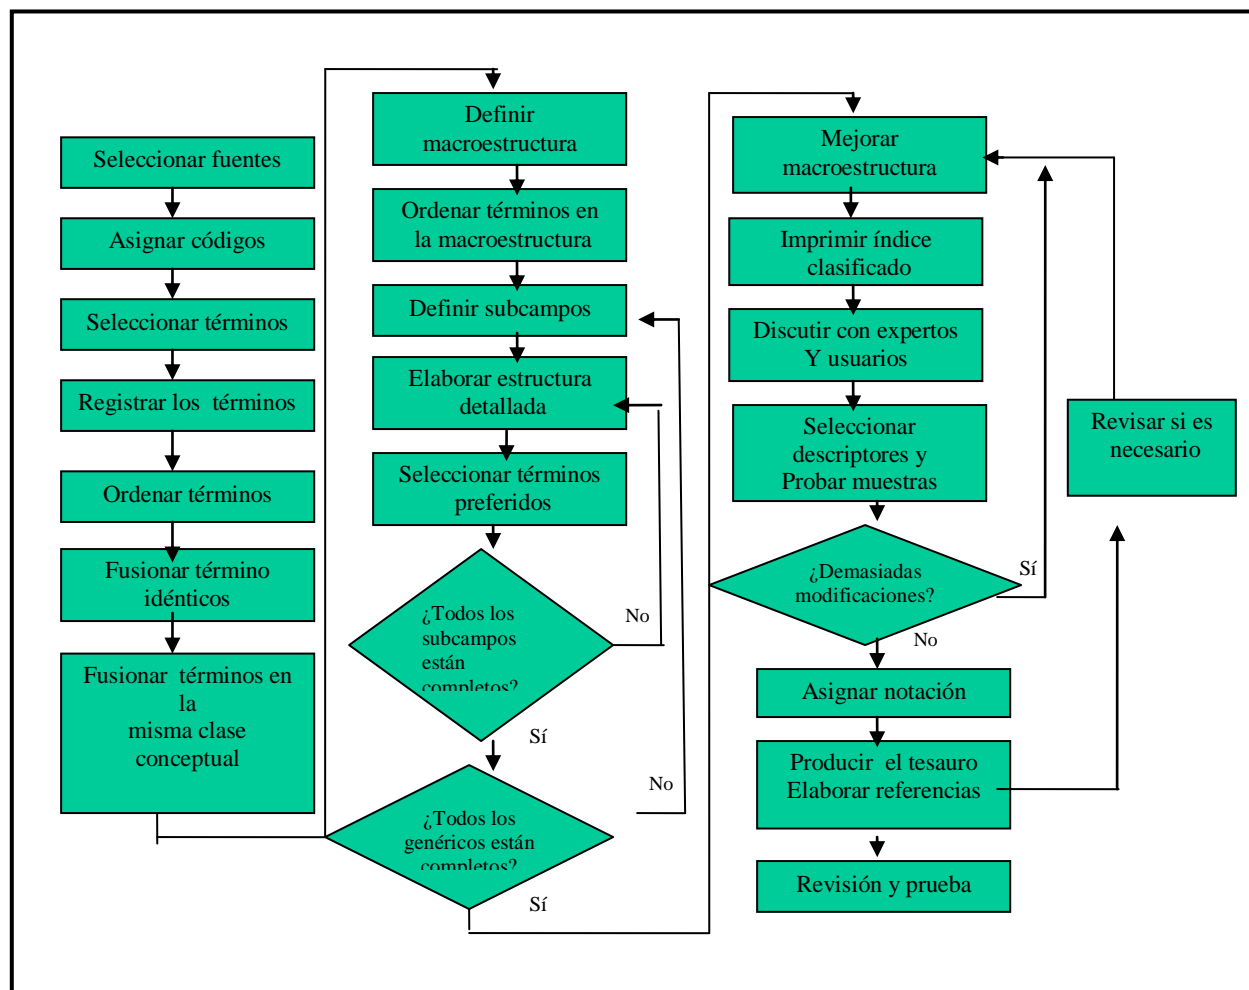 Seleccionar fuentes
Asignar códigos
Seleccionar términos
Registrar los términos
Ordenar términos
Fusionar término
idénticos
Fusionar términos en
la
misma clase
conceptual
Definir
macroestructura
Ordenar términos en
la macroestructura
Definir subcampos
Elaborar estructura
detallada
Seleccionar términos
preferidos
¿Todos los
subcampos
están
completos?
No
Sí
¿Todos los
genéricos están
completos?
No
Sí
Mejorar
macroestructura
Imprimir índice
clasificado
Discutir con expertos
Y usuarios
Seleccionar
descriptores y
Probar muestras
¿Demasiadas
modificaciones?
Sí
No
Asignar notación
Producir el tesauro
Elaborar referencias
Revisión y prueba
Revisar si es
necesario